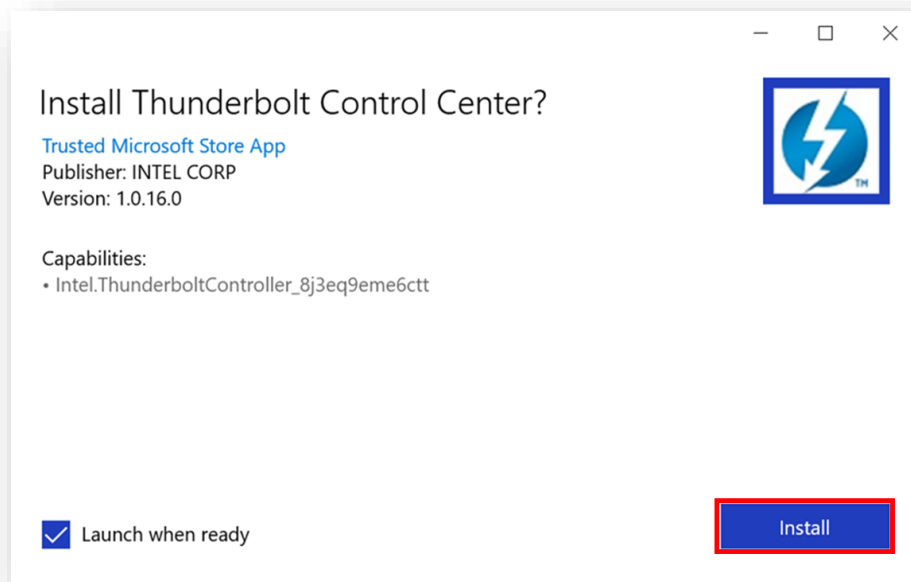 Install Thunderbolt Control Center?
Trusted Microsoft Store App
Publisher: INTEL CORP
Version: 1.0.16.0
TM
Capabilities:
• Intel.ThunderboltController_8j3eq9eme6ctt
Launch when ready
Install